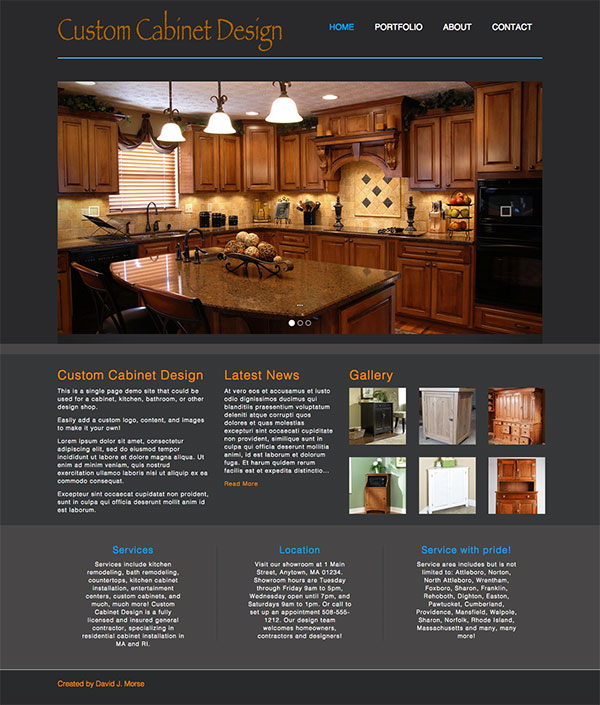 Custom Cabinet Design
HOME PORTFOLIO ABOUT CONTACT
Custom Cabinet Design
This is a single page demo site that could be
used for a cabinet, kitchen, bathroom, or other
design shop.
Easily add a custom logo, content, and images
to make it your own!
Lorem ipsum dolor sit amet, consectetur
adipiscing elit, sed do eiusmod tempor
incididunt ut labore et dolore magna aliqua. Ut
enim ad minim veniam, quis nostrud
exercitation ullamco laboris nisi ut aliquip ex ea
commodo consequat.
Excepteur sint occaecat cupidatat non proident,
sunt in culpa qui officia deserunt mollit anim id
est laborum.
Latest News
At vero eos et accusamus et iusto
odio dignissimos ducimus qui
blanditiis praesentium voluptatum
deleniti atque corrupti quos
dolores et quas molestias
excepturi sint occaecati cupiditate
non provident, similique sunt in
culpa qui officia deserunt mollitia
animi, id est laborum et dolorum
fuga. Et harum quidem rerum
facilis est et expedita distinctio...
Read More
Gallery
Services
Services include kitchen
remodeling, bath remodeling,
countertops, kitchen cabinet
installation, entertainment
centers, custom cabinets, and
much, much more! Custom
Cabinet Design is a fully
licensed and insured general
contractor, specializing in
residential cabinet installation in
MA and RI.
Location
Visit our showroom at 1 Main
Street, Anytown, MA 01234.
Showroom hours are Tuesday
through Friday 9am to 5pm,
Wednesday open until 7pm, and
Saturdays 9am to 1pm. Or call to
set up an appointment 508-555-
1212. Our design team
welcomes homeowners,
contractors and designers!
Service with pride!
Service area includes but is not
limited to: Attleboro, Norton,
North Attleboro, Wrentham,
Foxboro, Sharon, Franklin,
Rehoboth, Dighton, Easton,
Pawtucket, Cumberland,
Providence, Mansfield, Walpole,
Sharon, Norfolk, Rhode Island,
Massachusetts and many, many
more!
Created by David J. Morse